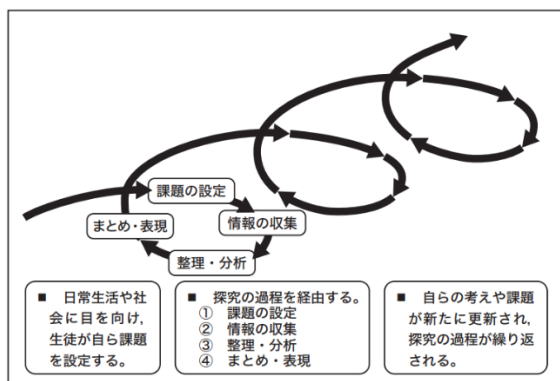 課題の設定
情報の収集
まとめ・表現
整理・分析
■ 日常生活や社
会に目を向け,
生徒が自ら課題
を設定する。
■ 探究の過程を経由する。
① 課題の設定
② 情報の収集
③ 整理・分析
④ まとめ・表現
■ 自らの考えや課題
が新たに更新され,
探究の過程が繰り返
される。